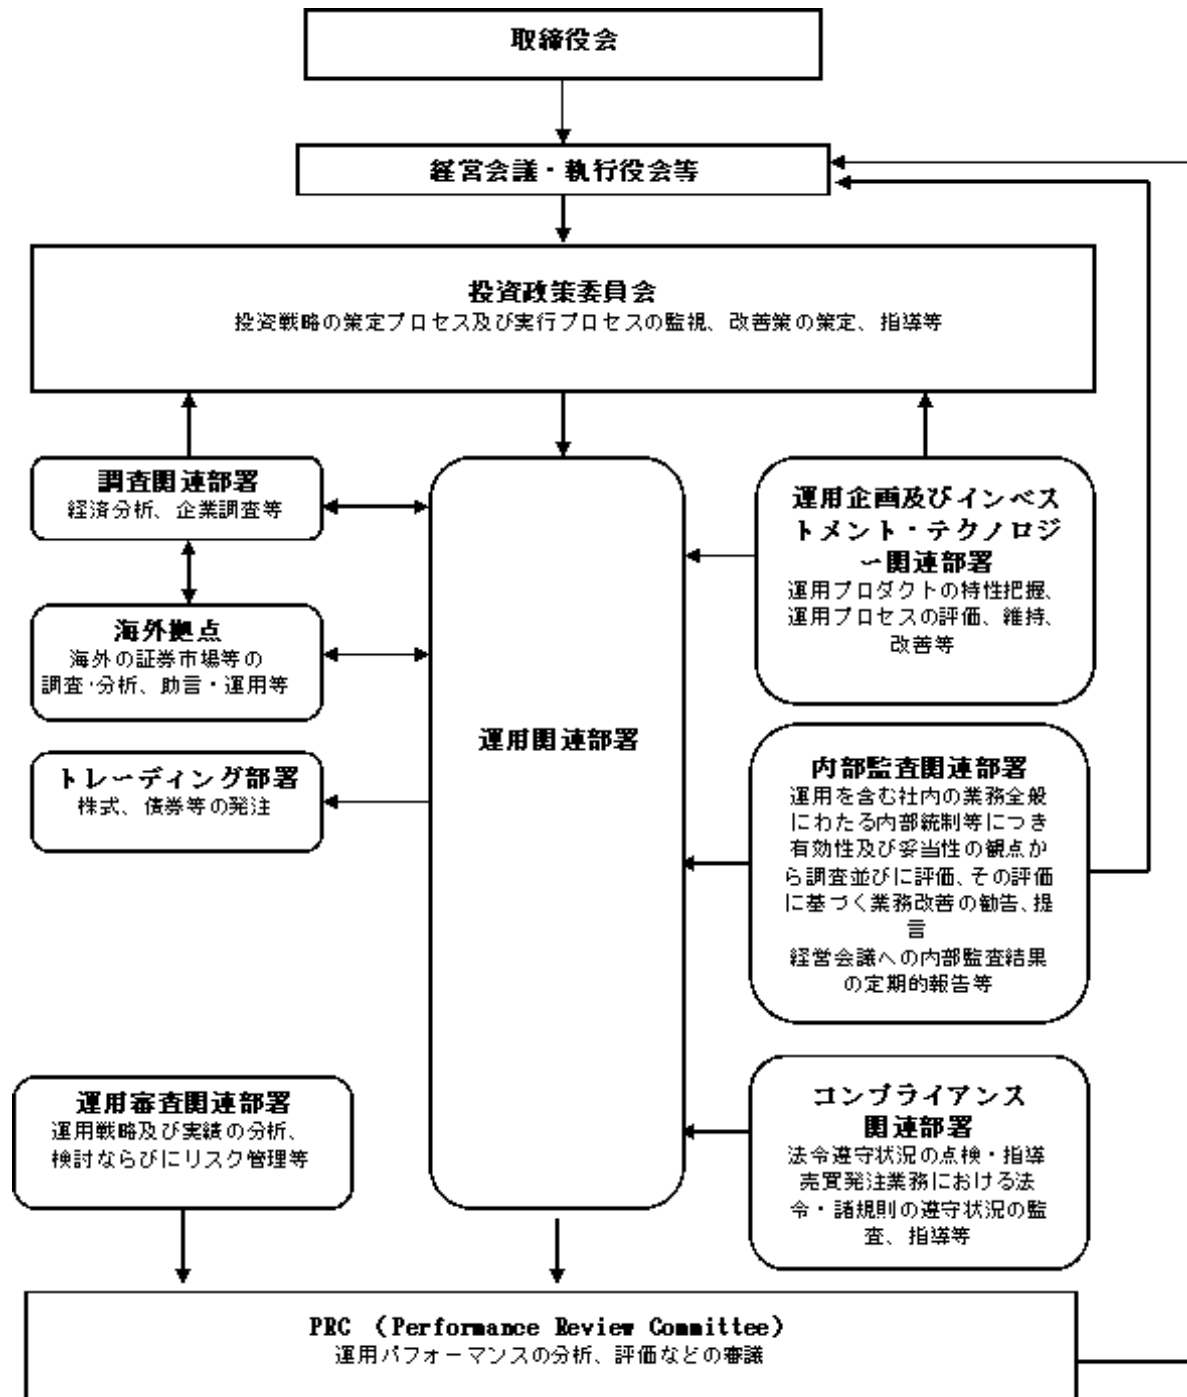 取締役会
経営会議・執行役会等
投資政策委員会
投資戦略の策定プロセス及び実行プロセスの監視、改善策の策定、指導等
調査関連部署
経済分析、企業調査等
海外拠点
海外の証券市場等の
調査・分析、助言・運用等
トレーディング部署
株式、債券等の発注
運用関連部署
運用企画及びインベス
トメント・テクノロジ
ー関連部署
運用プロダクトの特性把握、
運用プロセスの評価、維持、
改善等
内部監査関連部署
運用を含む社内の業務全般
にわたる内部統制等につき
有効性及び妥当性の観点か
ら調査並びに評価、その評価
に基づく業務改善の勧告、提
言
経営会議への内部監査結果
の定期的報告等
運用審査関連部署
運用戦略及び実績の分析、
検討ならびにリスク管理等
コンプライアンス
関連部署
法令遵守状況の点検・指導
売買発注業務における法
令・諸規則の遵守状況の監
査、指導等
PRC （Performance Review Committee）
運用パフォーマンスの分析、評価などの審議